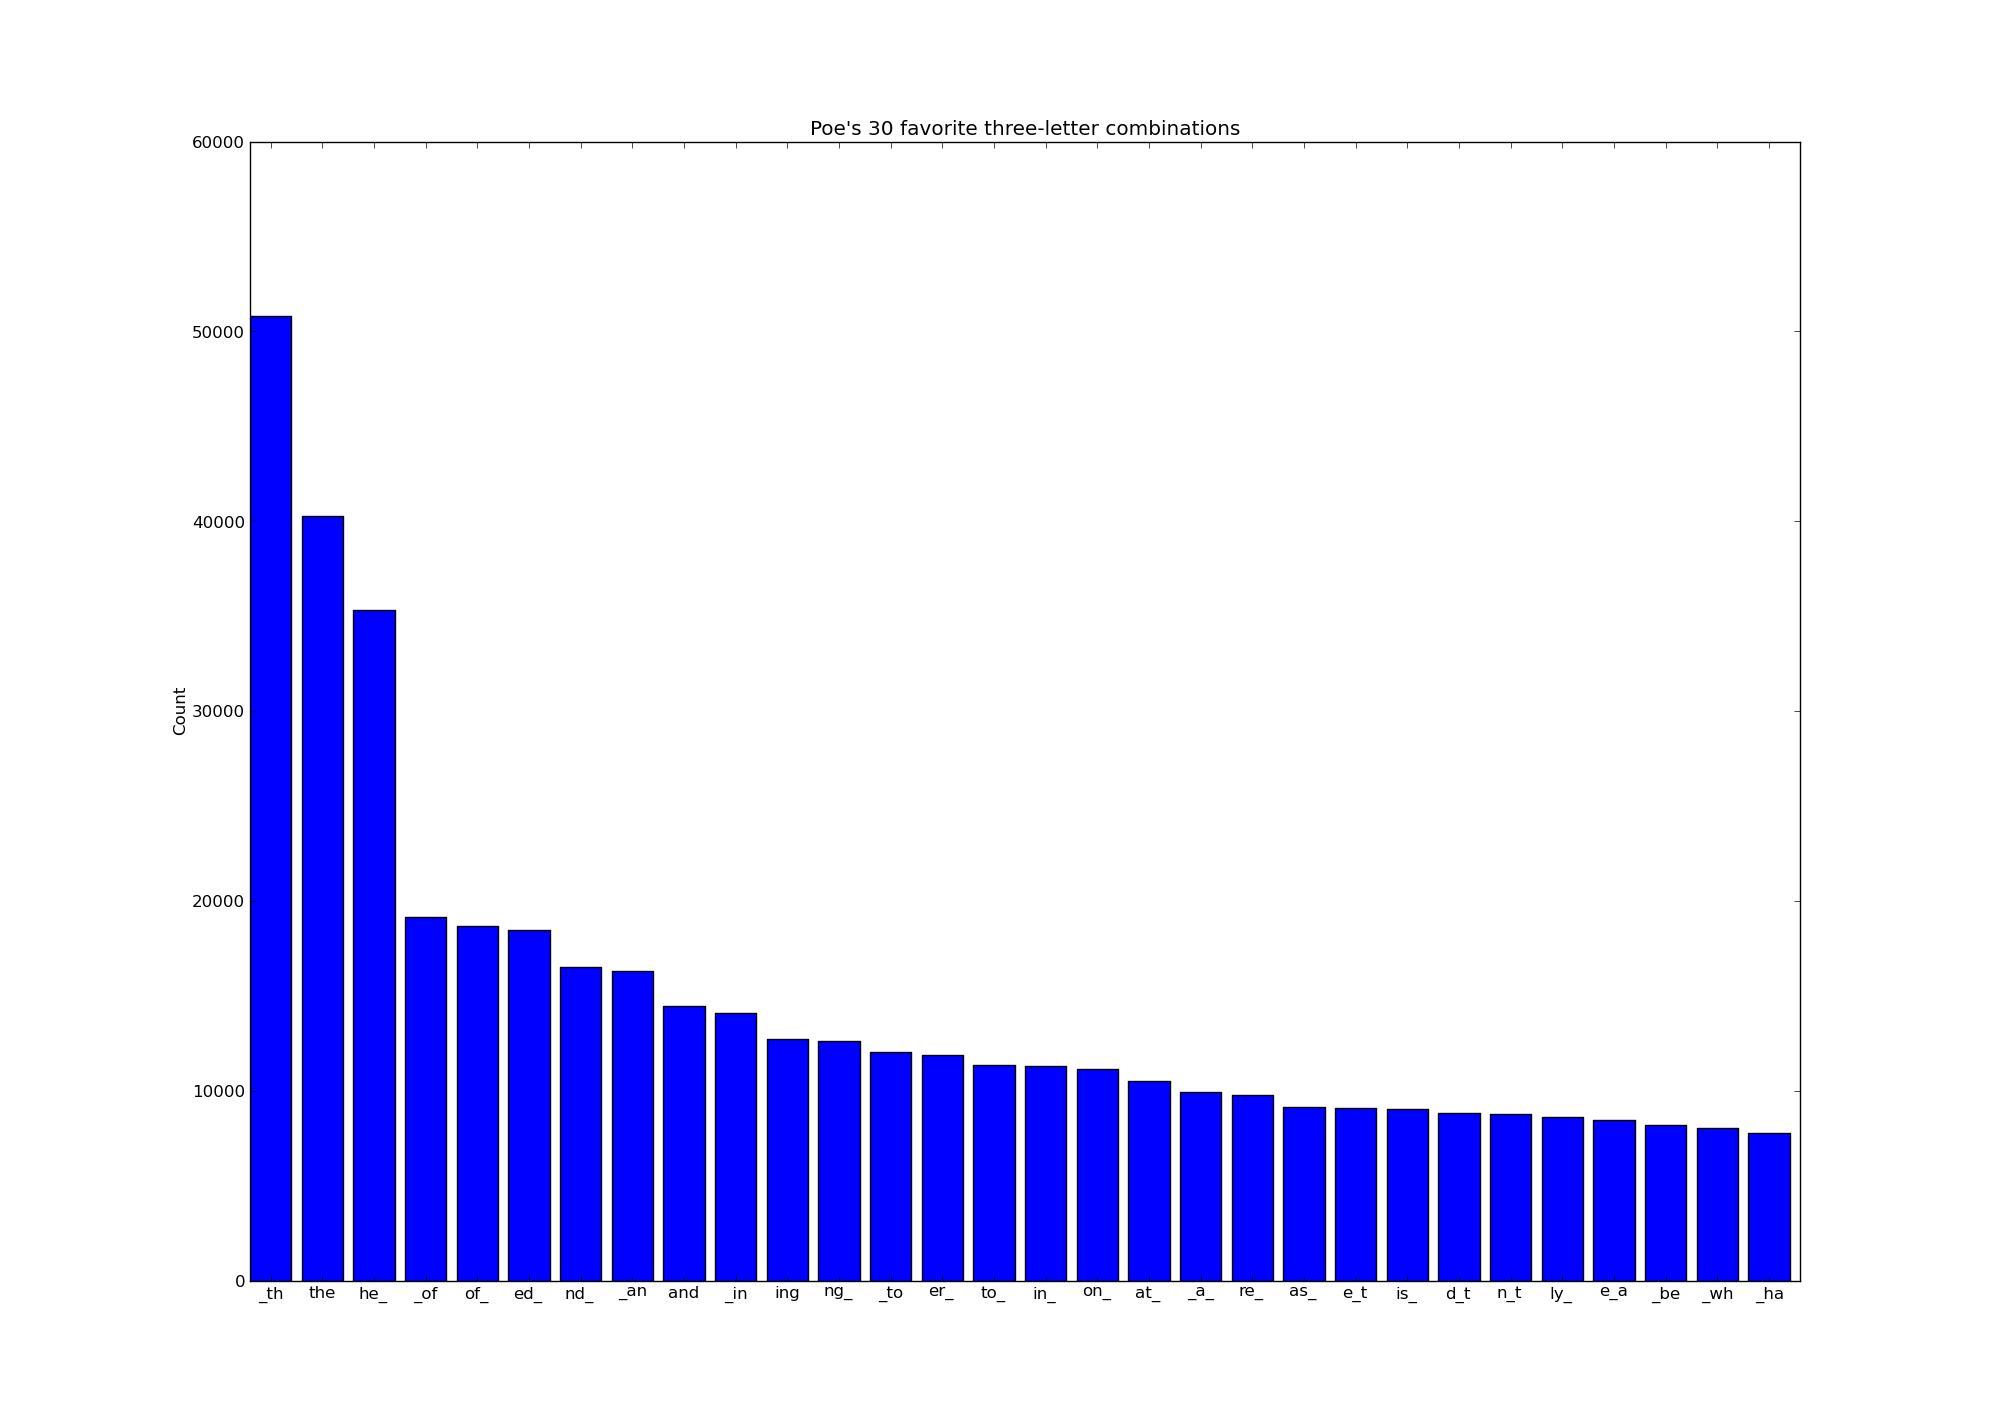 Poe's 30 favorite three-letter combinations
60000
50000
40000
30000
20000
10000
0
Count
_th the he_ _of of_ ed_ nd_ _an and _in ing ng_ _to er_ to_ in_ on_ at_ _a_ re_ as_ e_t is_ d_t n_t ly_ e_a _be _wh _ha